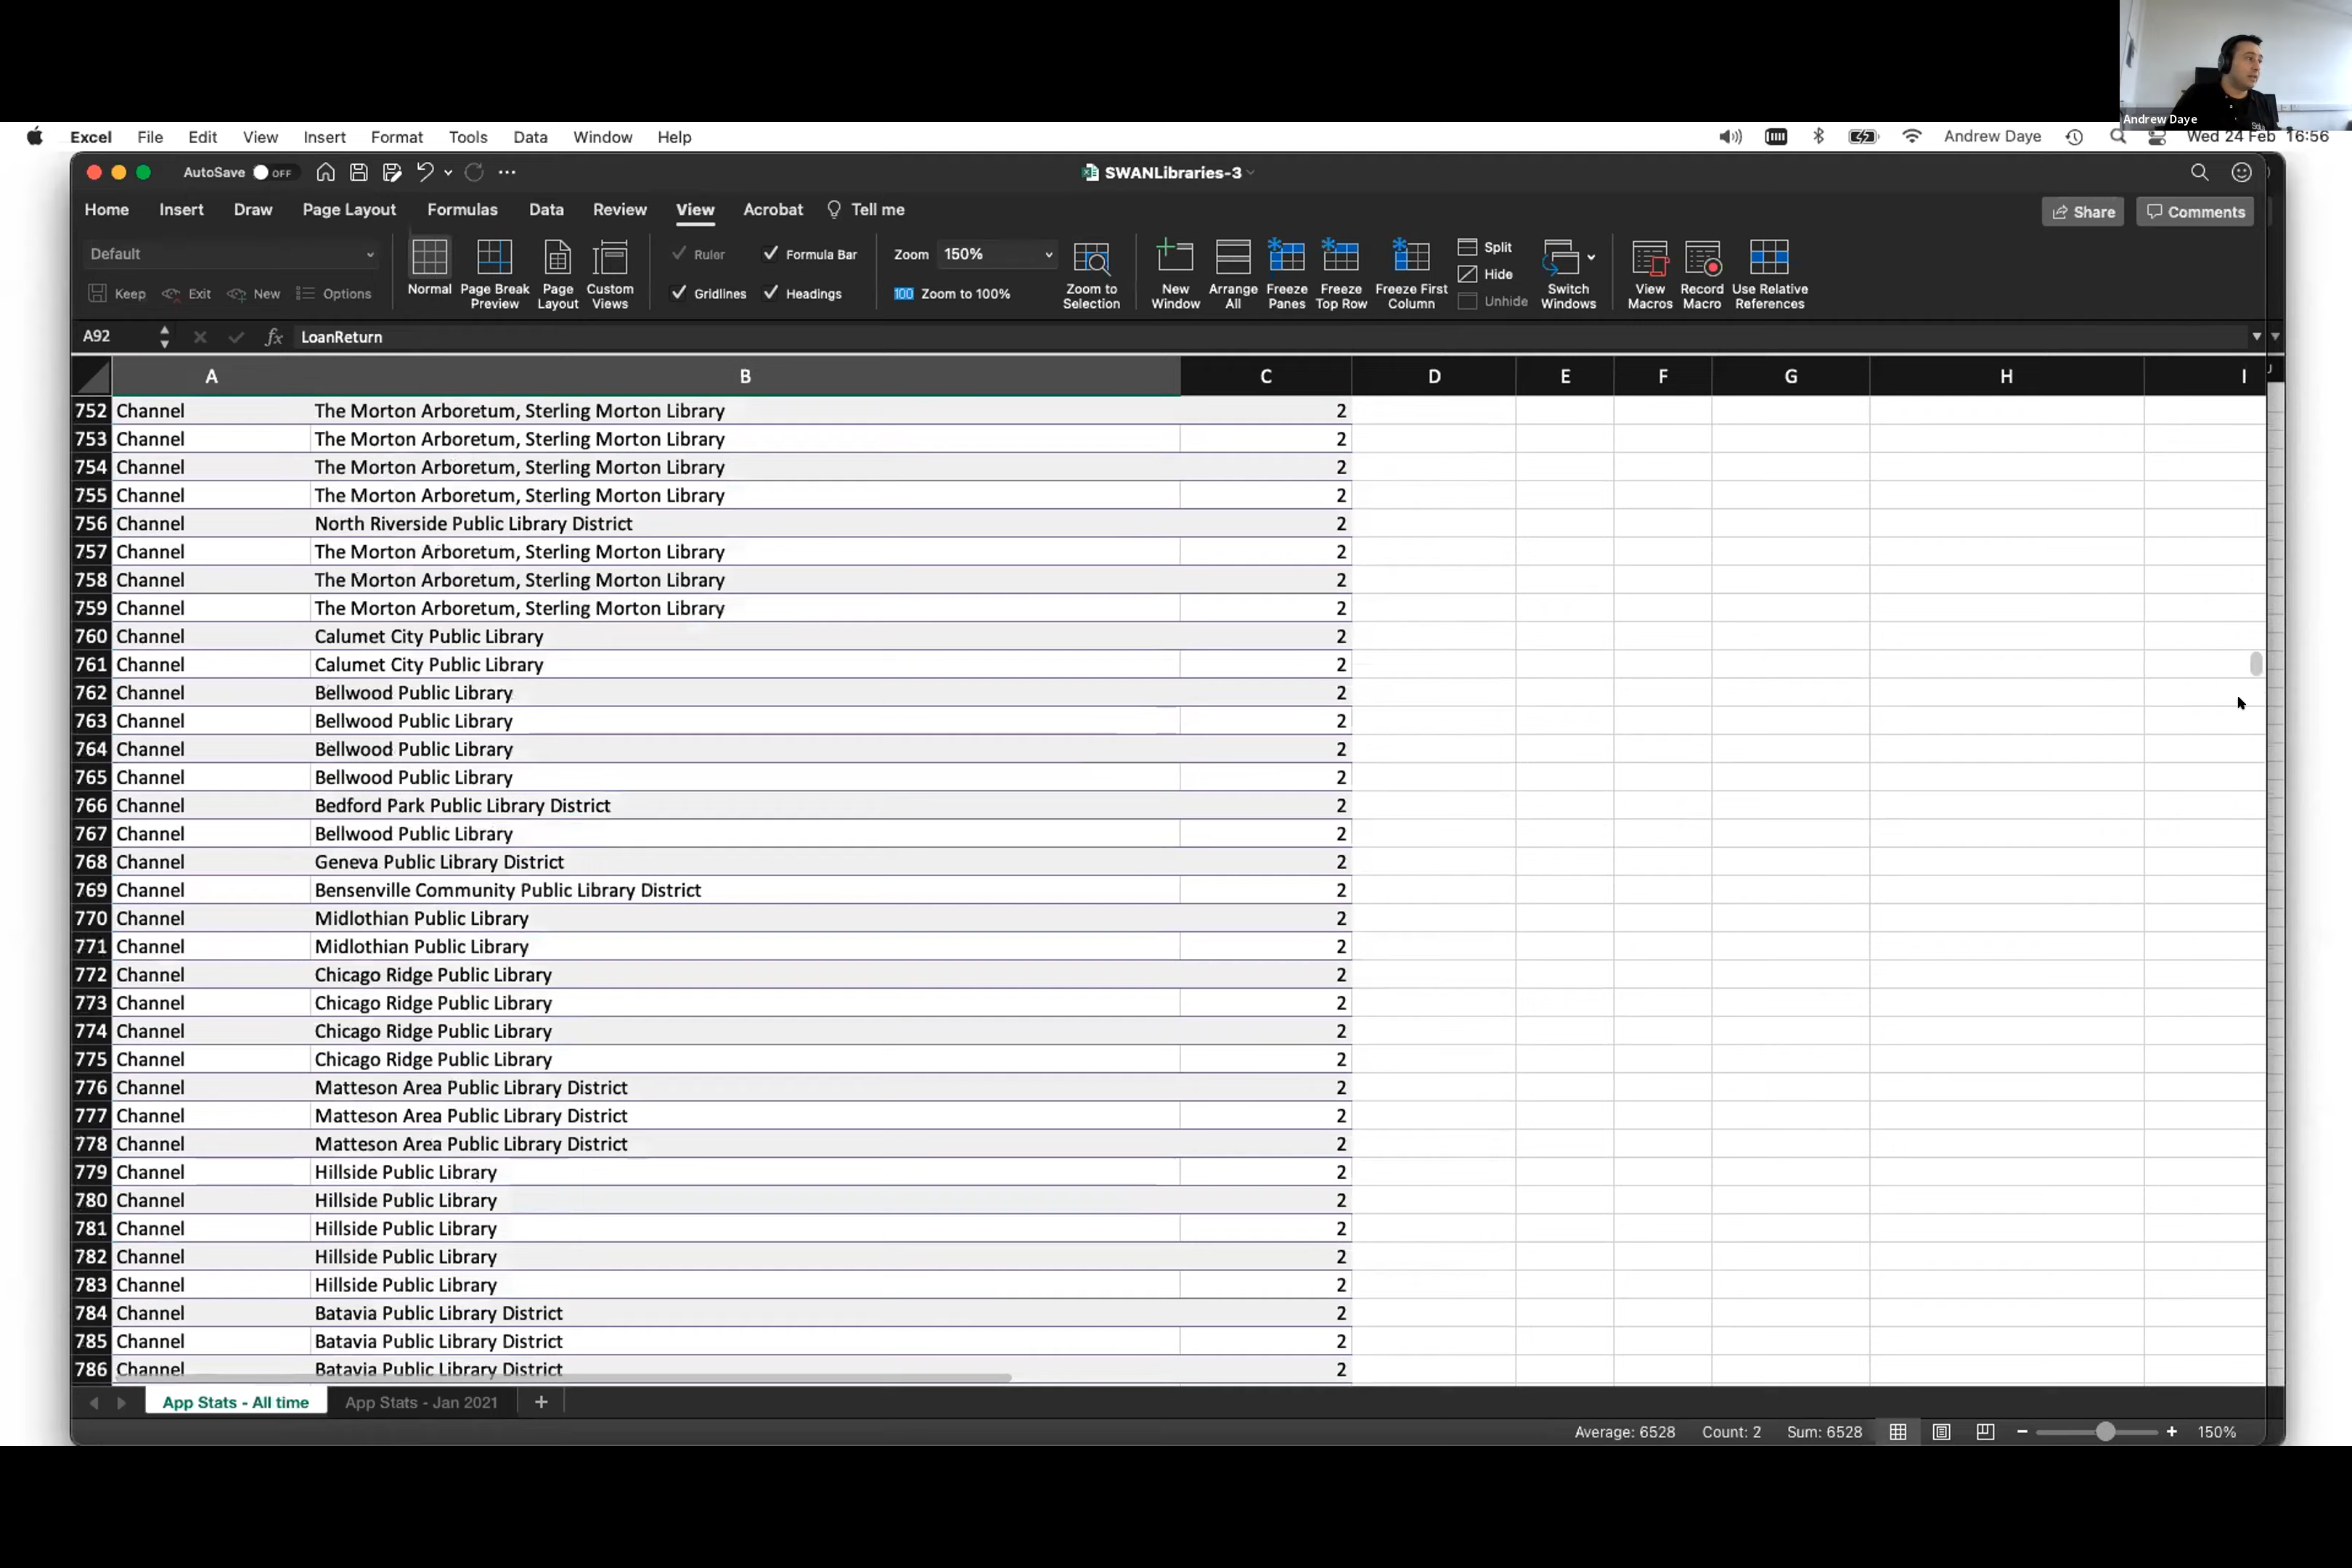 Andrew Daye
Excel File Edit View Insert Format Tools Data Window Help Andrew Daye Wed 24 Feb 16:56
AutoSave OFF SWANLibraries-3
Home Insert Draw Page Layout Formulas Data Review View Acrobat Tell me Share Comments
Default Ruler Formula Bar Zoom 150% Split
Hide
Keep Exit New Options Normal Page Break Preview Page Layout Custom Views Gridlines Headings 100 Zoom to 100% Zoom to Selection New Window Arrange All Freeze Panes Freeze Top Row Freeze First Column Unhide Switch Windows View Macros Record Macro Use Relative References
A92 fx LoanReturn
A B C D E F G H I
752 Channel The Morton Arboretum, Sterling Morton Library 2
753 Channel The Morton Arboretum, Sterling Morton Library 2
754 Channel The Morton Arboretum, Sterling Morton Library 2
755 Channel The Morton Arboretum, Sterling Morton Library 2
756 Channel North Riverside Public Library District 2
757 Channel The Morton Arboretum, Sterling Morton Library 2
758 Channel The Morton Arboretum, Sterling Morton Library 2
759 Channel The Morton Arboretum, Sterling Morton Library 2
760 Channel Calumet City Public Library 2
761 Channel Calumet City Public Library 2
762 Channel Bellwood Public Library 2
763 Channel Bellwood Public Library 2
764 Channel Bellwood Public Library 2
765 Channel Bellwood Public Library 2
766 Channel Bedford Park Public Library District 2
767 Channel Bellwood Public Library 2
768 Channel Geneva Public Library District 2
769 Channel Bensenville Community Public Library District 2
770 Channel Midlothian Public Library 2
771 Channel Midlothian Public Library 2
772 Channel Chicago Ridge Public Library 2
773 Channel Chicago Ridge Public Library 2
774 Channel Chicago Ridge Public Library 2
775 Channel Chicago Ridge Public Library 2
776 Channel Matteson Area Public Library District 2
777 Channel Matteson Area Public Library District 2
778 Channel Matteson Area Public Library District 2
779 Channel Hillside Public Library 2
780 Channel Hillside Public Library 2
781 Channel Hillside Public Library 2
782 Channel Hillside Public Library 2
783 Channel Hillside Public Library 2
784 Channel Batavia Public Library District 2
785 Channel Batavia Public Library District 2
786 Channel Batavia Public Library District 2
App Stats - All time App Stats - Jan 2021 +
Average: 6528 Count: 2 Sum: 6528 150%